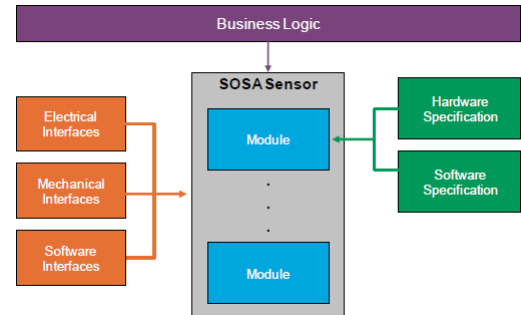 Business Logic
SOSA Sensor
Electrical
Interfaces
Mechanical
Interfaces
Software
Interfaces
Module
.
.
.
Module
Hardware
Specification
Software
Specification